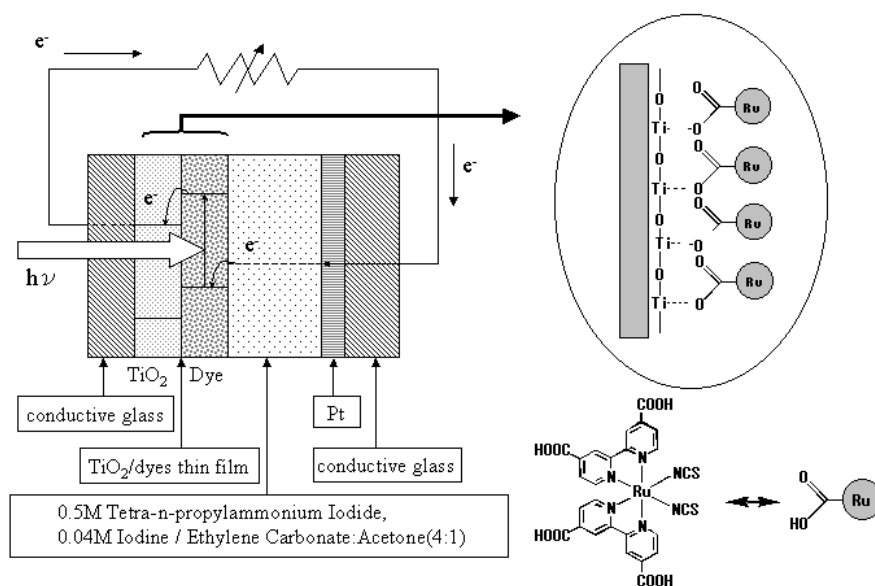 e-
e-
e-
e-
hν
TiO2 Dye
conductive glass
Pt
TiO2/dyes thin film
conductive glass
0.5M Tetra-n-propylammonium Iodide,
0.04M Iodine / Ethylene Carbonate:Acetone(4:1)
O
O
Ti
O
Ru
O
O
Ti
O
Ru
O
O
Ti
O
Ru
O
O
Ti
O
Ru
COOH
HOOC
N
N
NCS
Ru
NCS
N
N
HOOC
COOH
O
HO
Ru